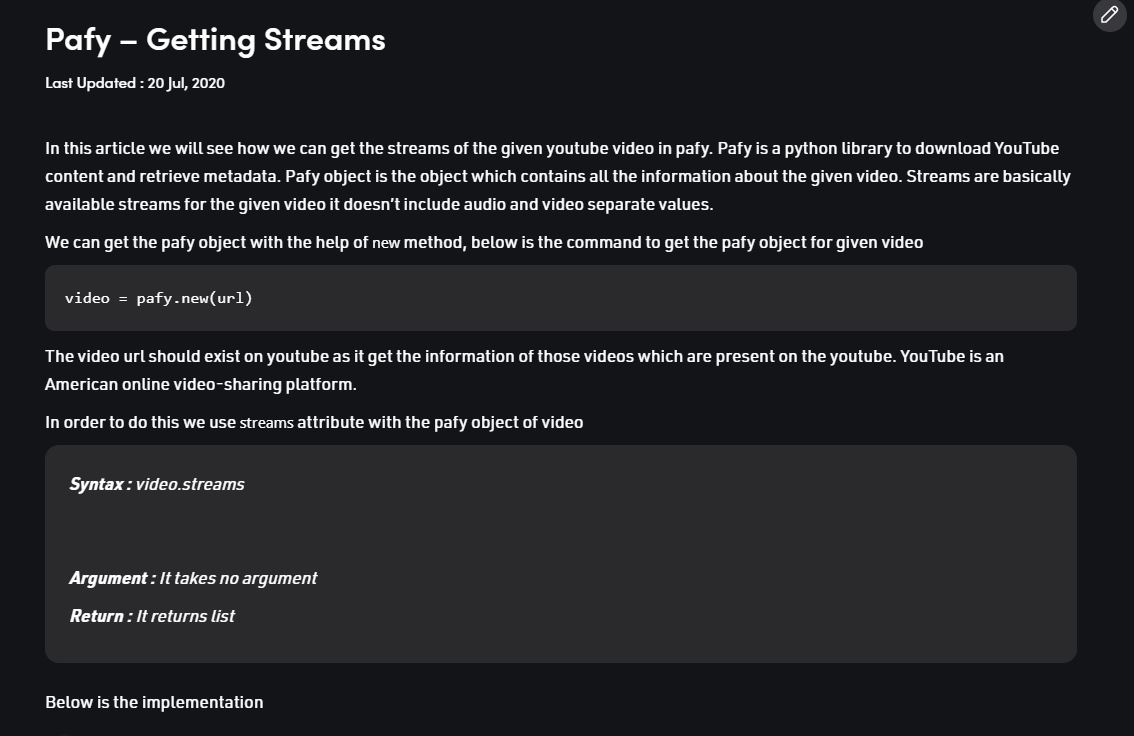 Pafy – Getting Streams
Last Updated : 20 Jul, 2020
In this article we will see how we can get the streams of the given youtube video in pafy. Pafy is a python library to download YouTube
content and retrieve metadata. Pafy object is the object which contains all the information about the given video. Streams are basically
available streams for the given video it doesn’t include audio and video separate values.
We can get the pafy object with the help of new method, below is the command to get the pafy object for given video
video = pafy.new(url)
The video url should exist on youtube as it get the information of those videos which are present on the youtube. YouTube is an
American online video-sharing platform.
In order to do this we use streams attribute with the pafy object of video
Syntax : video.streams
Argument : It takes no argument
Return : It returns list
Below is the implementation